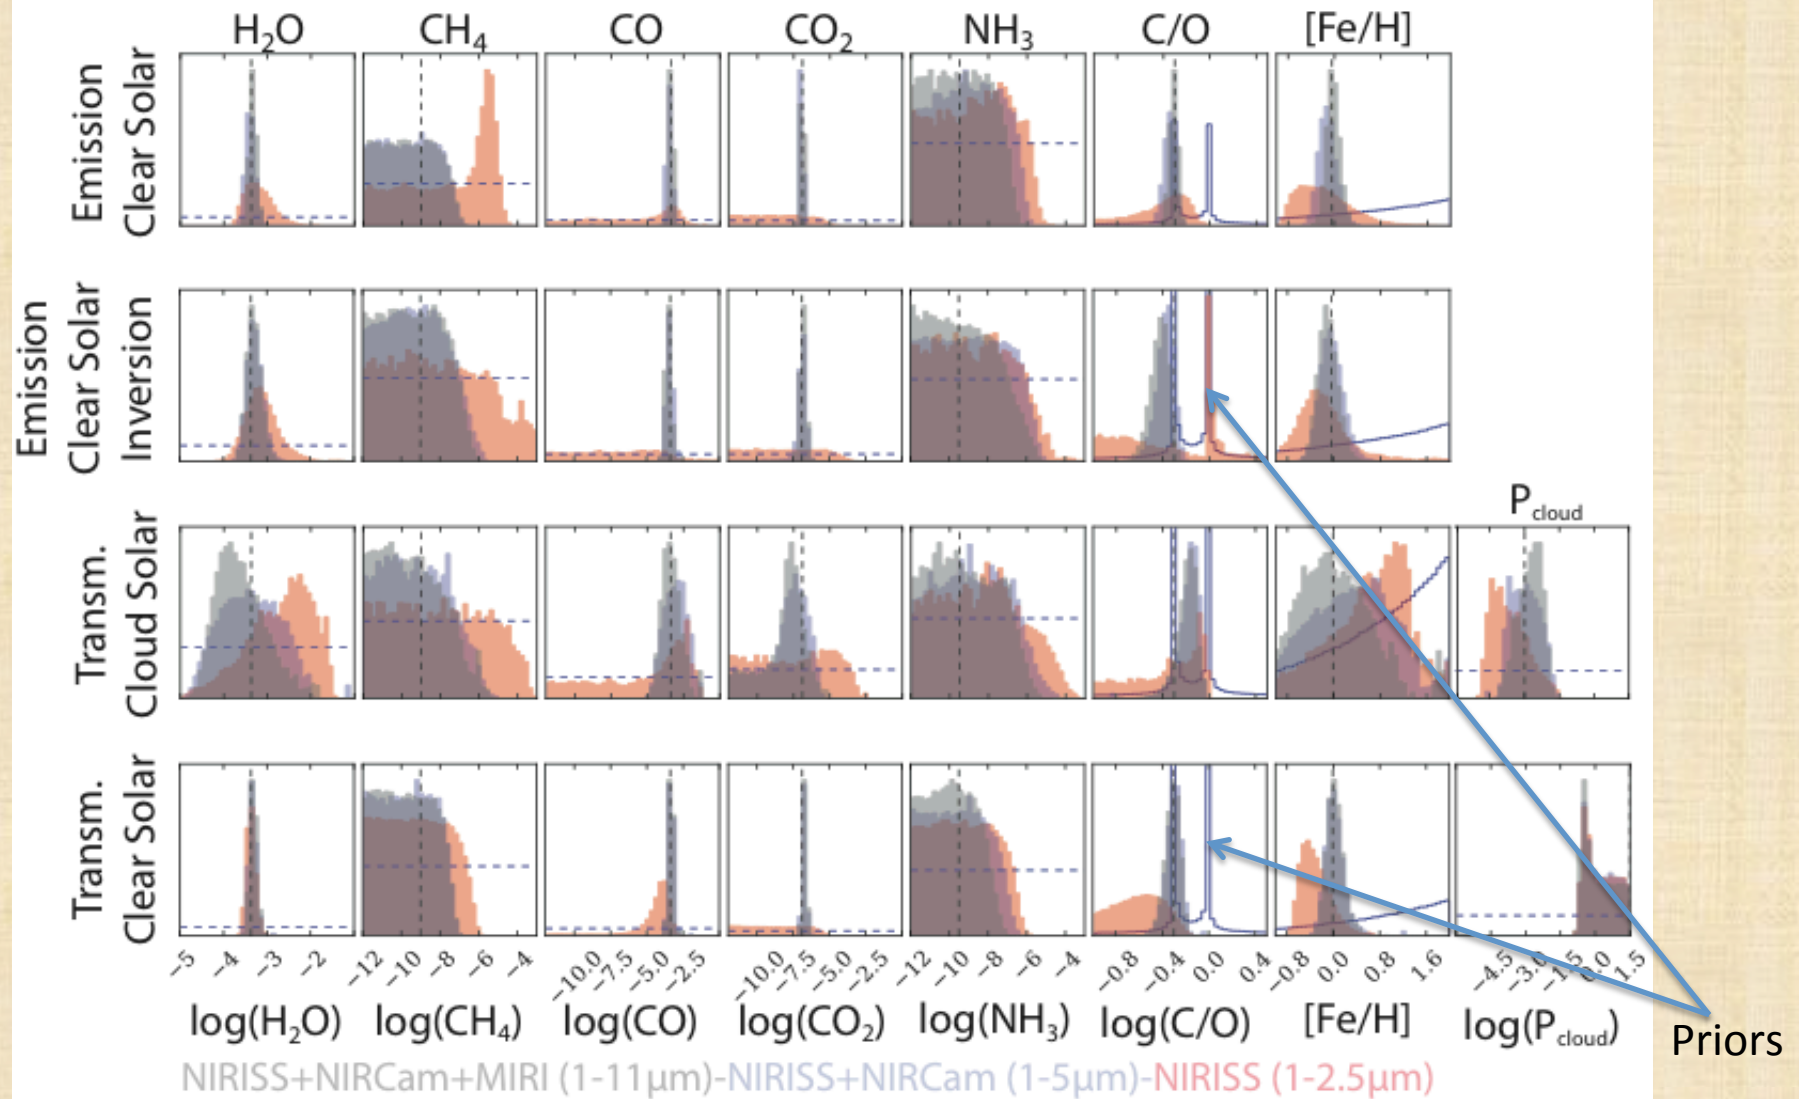 H₂O CH₄ CO CO₂ NH₃ C/O [Fe/H]
Emission
Clear Solar
Emission
Clear Solar
Inversion
P_cloud
Transm.
Cloud Solar
Transm.
Clear Solar
−5 −4 −3 −2 −12 −10 −8 −6 −4 −10.0 −7.5 −5.0 −2.5 −10.0 −7.5 −5.0 −2.5 −12 −10 −8 −6 −4 −0.8 −0.4 0.0 0.4 −0.8 0.0 0.8 1.6 −4.5 −3.0 −1.5 0.0 1.5
log(H₂O) log(CH₄) log(CO) log(CO₂) log(NH₃) log(C/O) [Fe/H] log(P_cloud)
Priors
NIRISS+NIRCam+MIRI (1-11μm)-NIRISS+NIRCam (1-5μm)-NIRISS (1-2.5μm)